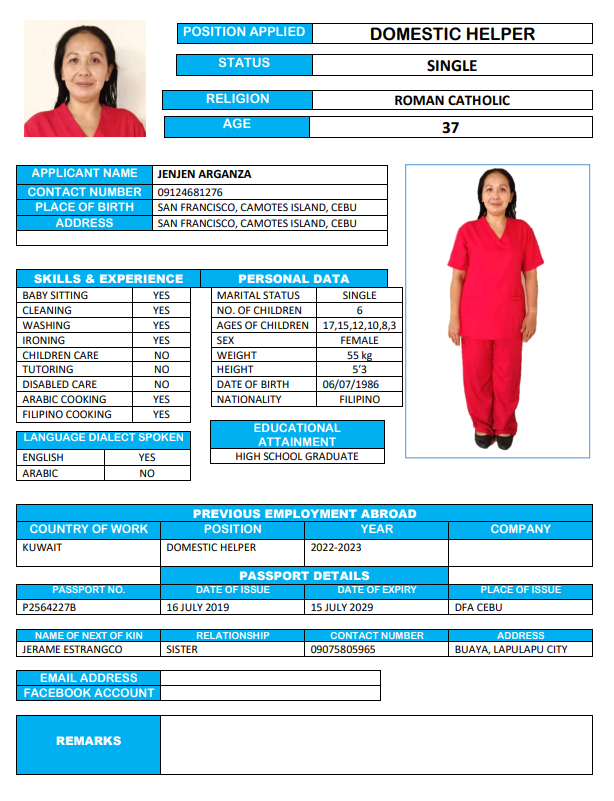 POSITION APPLIED DOMESTIC HELPER
STATUS SINGLE
RELIGION ROMAN CATHOLIC
AGE 37
APPLICANT NAME JENJEN ARGANZA
CONTACT NUMBER 09124681276
PLACE OF BIRTH SAN FRANCISCO, CAMOTES ISLAND, CEBU
ADDRESS SAN FRANCISCO, CAMOTES ISLAND, CEBU
SKILLS & EXPERIENCE
BABY SITTING YES
CLEANING YES
WASHING YES
IRONING YES
CHILDREN CARE NO
TUTORING NO
DISABLED CARE NO
ARABIC COOKING YES
FILIPINO COOKING YES
PERSONAL DATA
MARITAL STATUS SINGLE
NO. OF CHILDREN 6
AGES OF CHILDREN 17,15,12,10,8,3
SEX FEMALE
WEIGHT 55 kg
HEIGHT 5'3
DATE OF BIRTH 06/07/1986
NATIONALITY FILIPINO
LANGUAGE DIALECT SPOKEN
ENGLISH YES
ARABIC NO
EDUCATIONAL
ATTAINMENT
HIGH SCHOOL GRADUATE
PREVIOUS EMPLOYMENT ABROAD
COUNTRY OF WORK POSITION YEAR COMPANY
KUWAIT DOMESTIC HELPER 2022-2023
PASSPORT DETAILS
PASSPORT NO. DATE OF ISSUE DATE OF EXPIRY PLACE OF ISSUE
P2564227B 16 JULY 2019 15 JULY 2029 DFA CEBU
NAME OF NEXT OF KIN RELATIONSHIP CONTACT NUMBER ADDRESS
JERAME ESTRANGCO SISTER 09075805965 BUAYA, LAPULAPU CITY
EMAIL ADDRESS
FACEBOOK ACCOUNT
REMARKS